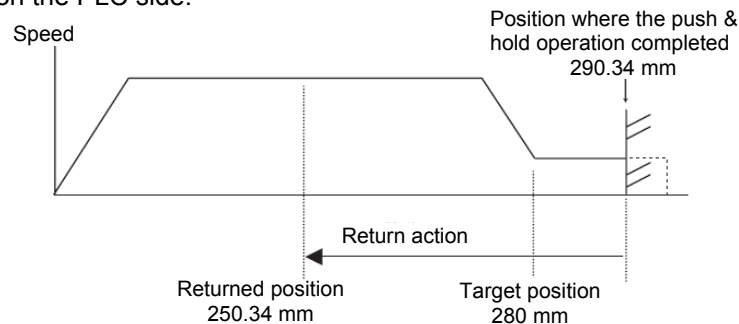 on the PLC side.
Position where the push &
hold operation completed
290.34 mm
Speed
Return action
Returned position
250.34 mm
Target position
280 mm